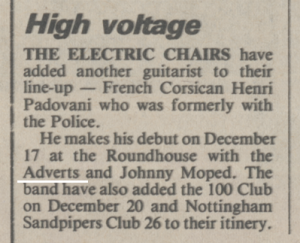 High voltage
THE ELECTRIC CHAIRS have
added another guitarist to their
line-up — French Corsican Henri
Padovani who was formerly with
the Police.
He makes his debut on December
17 at the Roundhouse with the
Adverts and Johnny Moped. The
band have also added the 100 Club
on December 20 and Nottingham
Sandpipers Club 26 to their itinery.